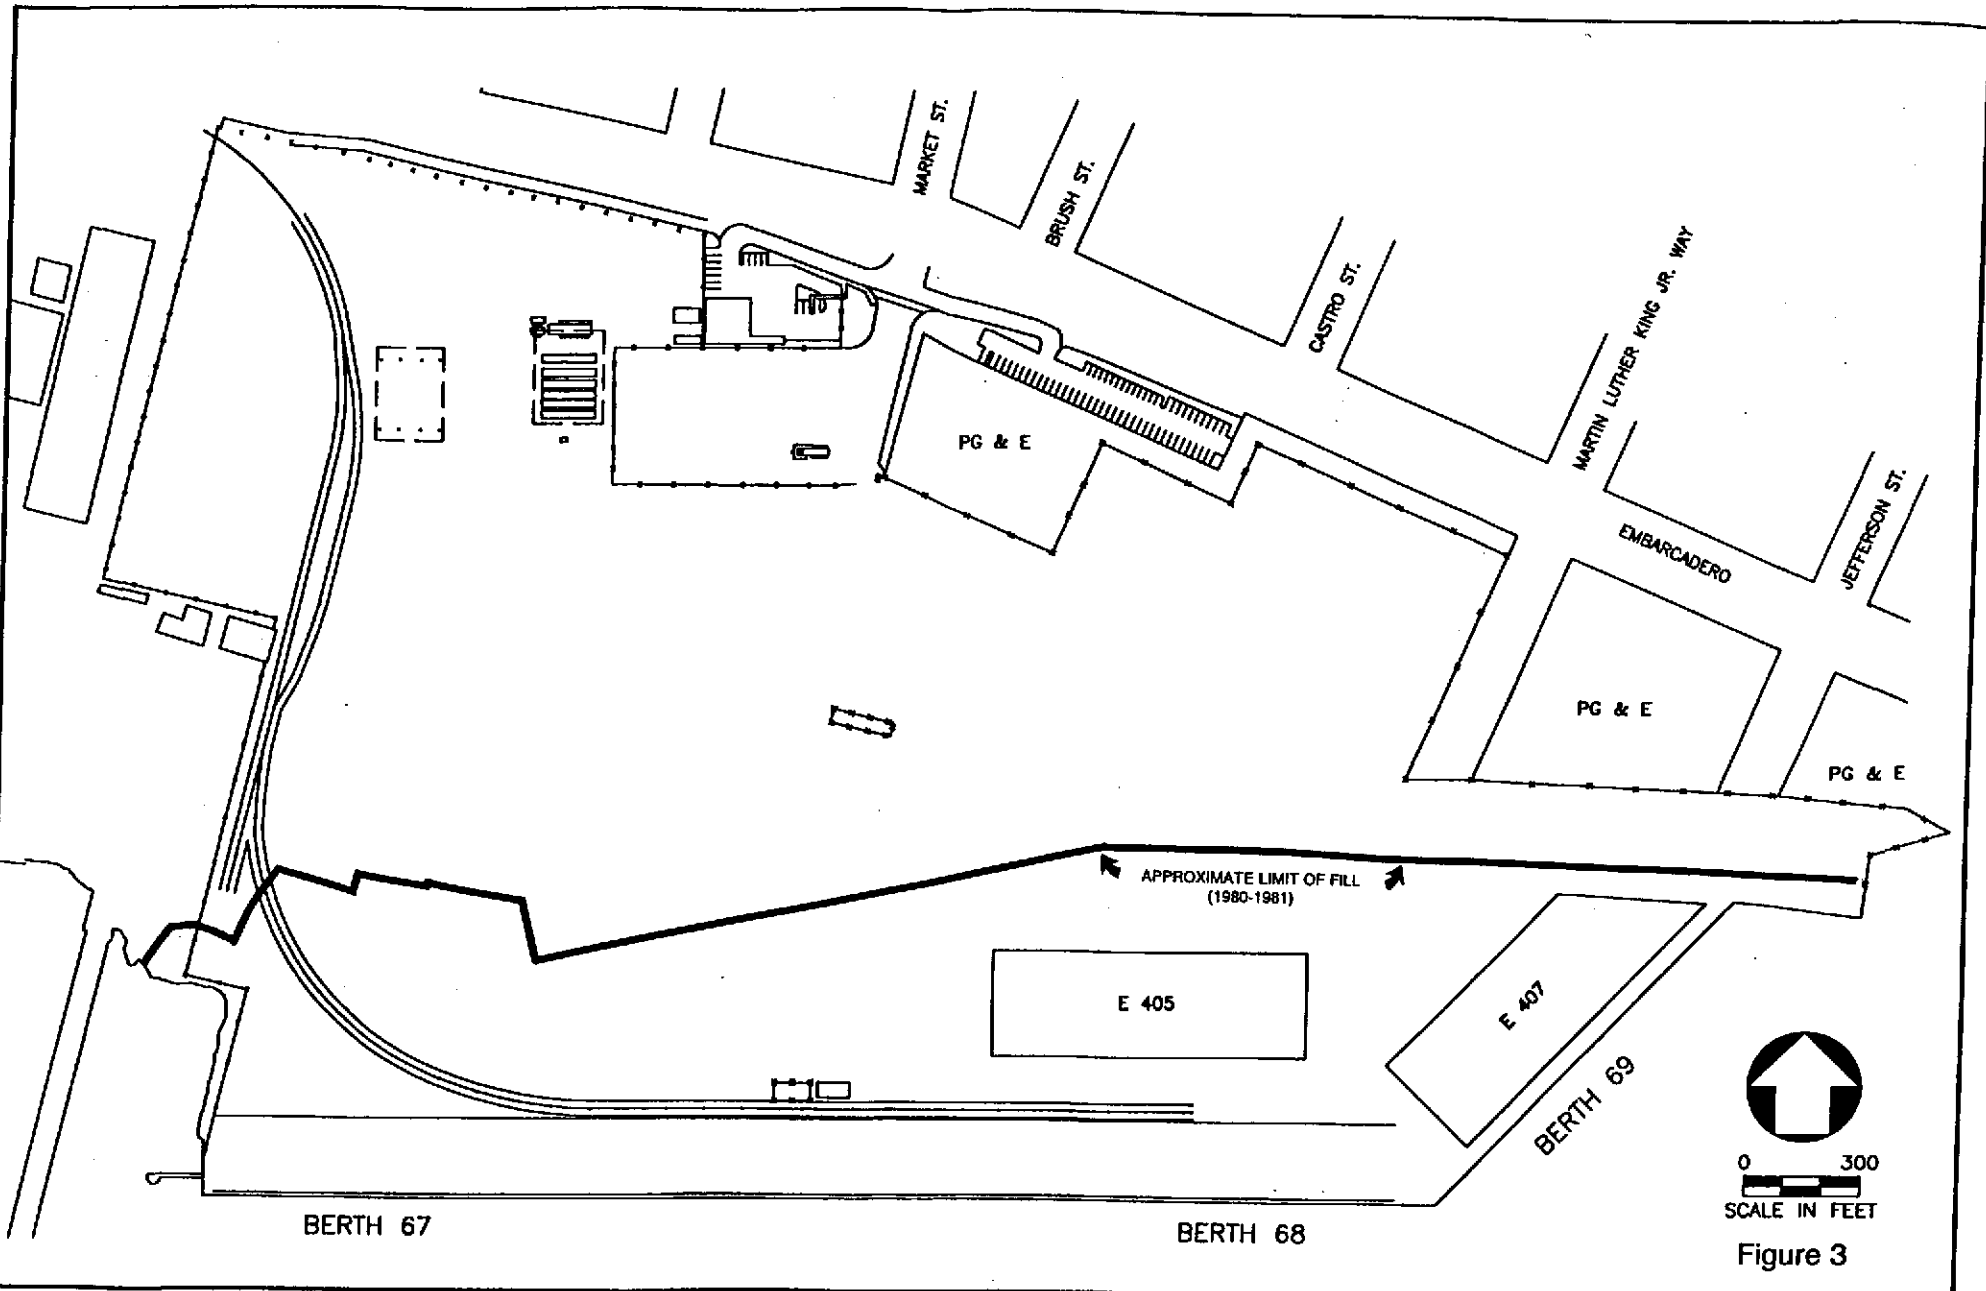 MARKET ST.
BRUSH ST.
CASTRO ST.
MARTIN LUTHER KING JR. WAY
EMBARCADERO
JEFFERSON ST.
PG & E
PG & E
PG & E
APPROXIMATE LIMIT OF FILL
(1980-1981)
E 405
E 407
BERTH 69
0 300
SCALE IN FEET
BERTH 67
BERTH 68
Figure 3